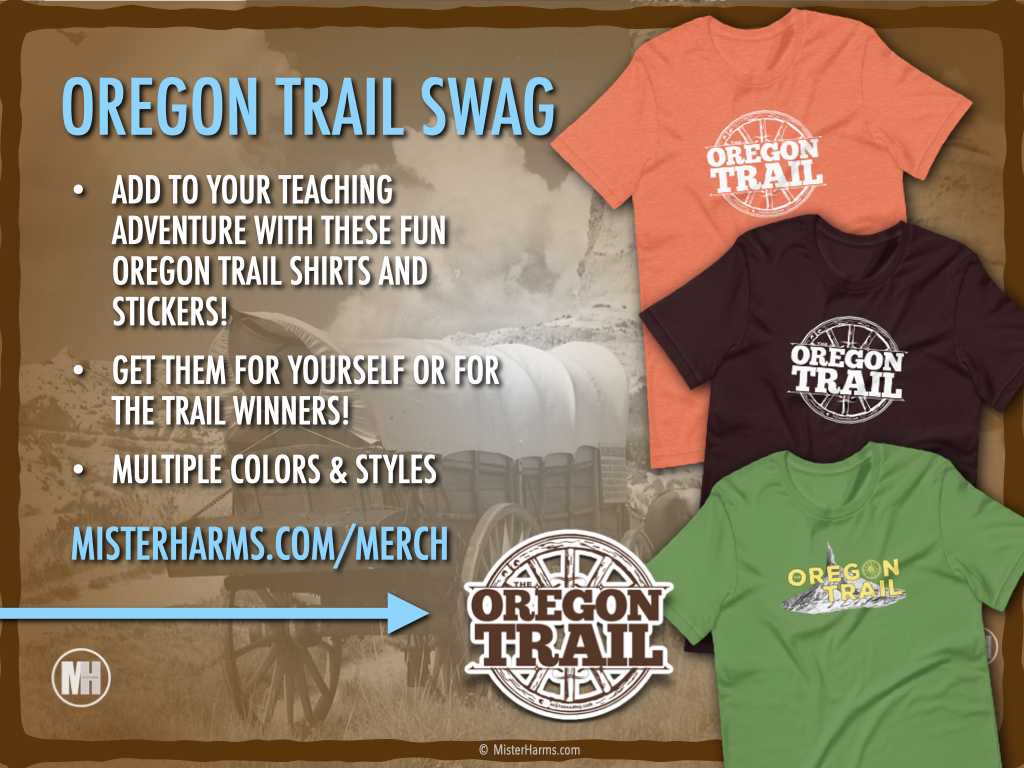 OREGON TRAIL SWAG
• ADD TO YOUR TEACHING
ADVENTURE WITH THESE FUN
OREGON TRAIL SHIRTS AND
STICKERS!
• GET THEM FOR YOURSELF OR FOR
THE TRAIL WINNERS!
• MULTIPLE COLORS & STYLES
MISTERHARMS.COM/MERCH
THE
OREGON
TRAIL
THE
OREGON
TRAIL
OREGON
TRAIL
THE
OREGON
TRAIL
MISTERHARMS.COM
MH
© MisterHarms.com